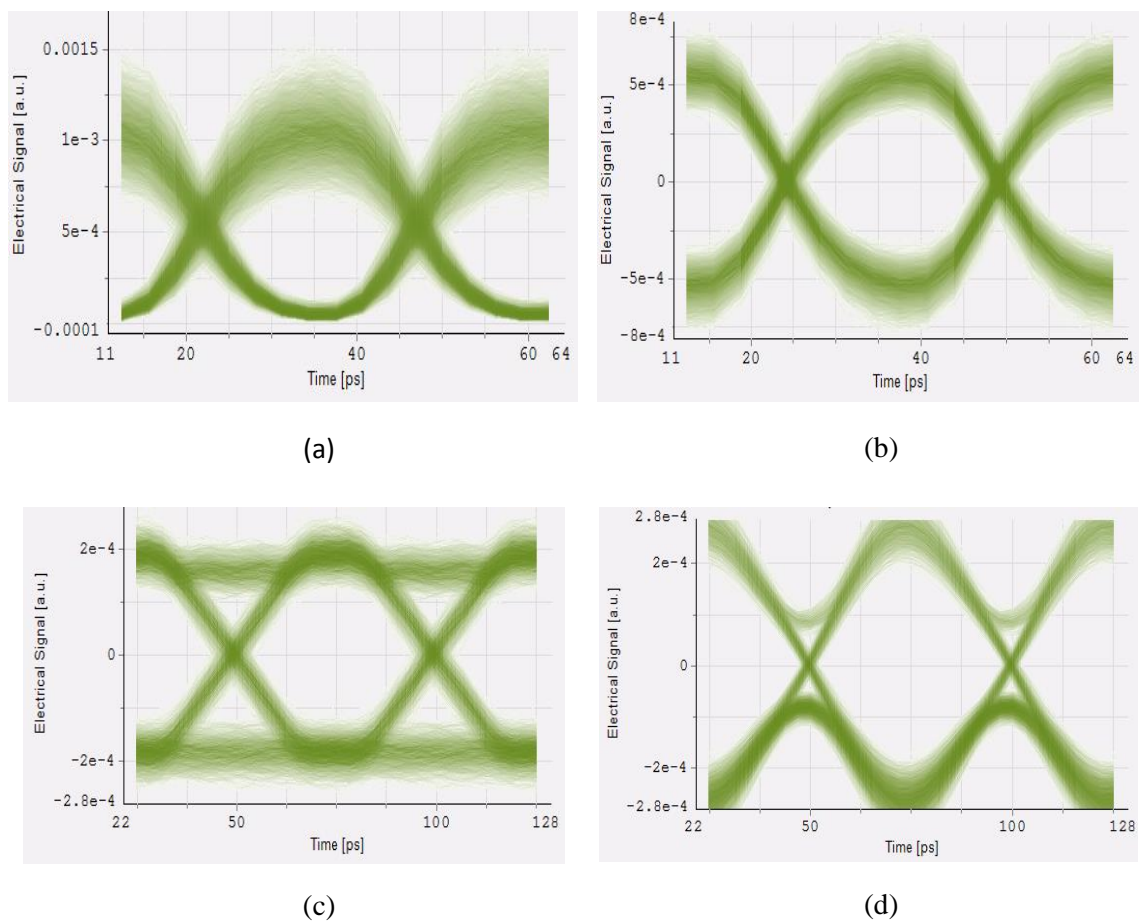 0.0015
1e-3
5e-4
-0.0001
11 20 40 60 64
Electrical Signal [a.u.]
Time [ps]
(a)
8e-4
5e-4
0
-5e-4
-8e-4
11 20 40 60 64
Electrical Signal [a.u.]
Time [ps]
(b)
2e-4
0
-2e-4
-2.8e-4
22 50 100 128
Electrical Signal [a.u.]
Time [ps]
(c)
2.8e-4
2e-4
0
-2e-4
-2.8e-4
22 50 100 128
Electrical Signal [a.u.]
Time [ps]
(d)